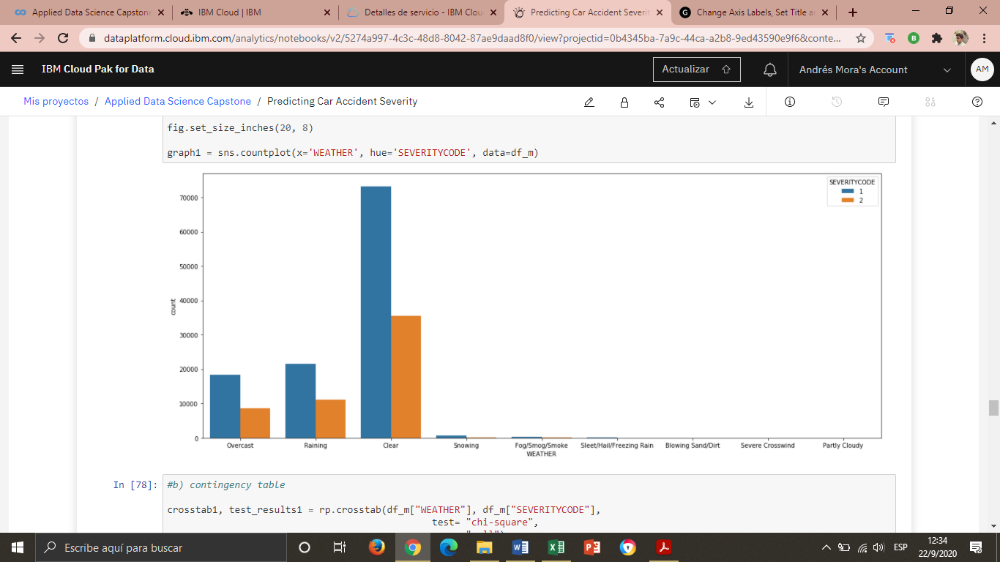 Applied Data Science Capstone
IBM Cloud | IBM
Detalles de servicio - IBM Clou
Predicting Car Accident Severit
Change Axis Labels, Set Title a
dataplatform.cloud.ibm.com/analytics/notebooks/v2/5274a997-4c3c-48d8-8042-87ae9daad8f0/view?projectid=0b4345ba-7a9c-44ca-a2b8-9ed43590e9f6&conte...
IBM Cloud Pak for Data
Actualizar
Andrés Mora's Account
AM
Mis proyectos / Applied Data Science Capstone / Predicting Car Accident Severity
fig.set_size_inches(20, 8)
graph1 = sns.countplot(x='WEATHER', hue='SEVERITYCODE', data=df_m)
SEVERITYCODE
1
2
70000
60000
50000
40000
30000
20000
10000
0
count
Overcast Raining Clear Snowing Fog/Smog/Smoke Sleet/Hail/Freezing Rain Blowing Sand/Dirt Severe Crosswind Partly Cloudy
WEATHER
In [78]:
#b) contingency table
crosstab1, test_results1 = rp.crosstab(df_m["WEATHER"], df_m["SEVERITYCODE"],
test= "chi-square",
Escribe aquí para buscar
ESP
12:34
22/9/2020